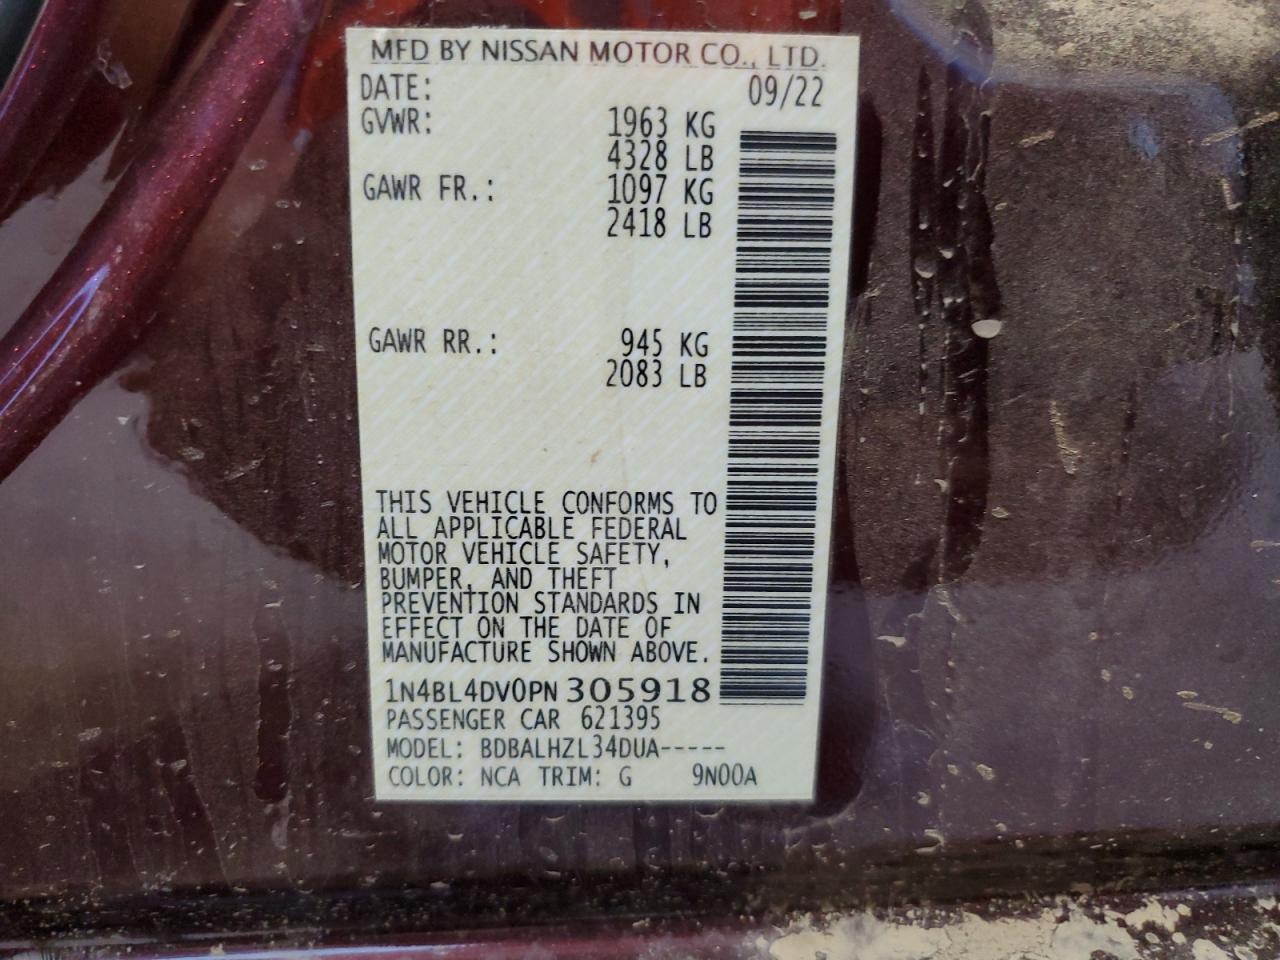 MFD BY NISSAN MOTOR CO., LTD.
DATE: 09/22
GVWR: 1963 KG
4328 LB
GAWR FR.: 1097 KG
2418 LB
GAWR RR.: 945 KG
2083 LB
THIS VEHICLE CONFORMS TO
ALL APPLICABLE FEDERAL
MOTOR VEHICLE SAFETY,
BUMPER, AND THEFT
PREVENTION STANDARDS IN
EFFECT ON THE DATE OF
MANUFACTURE SHOWN ABOVE.
1N4BL4DV0PN305918
PASSENGER CAR 621395
MODEL: BDBALHZL34DUA-----
COLOR: NCA TRIM: G 9N00A